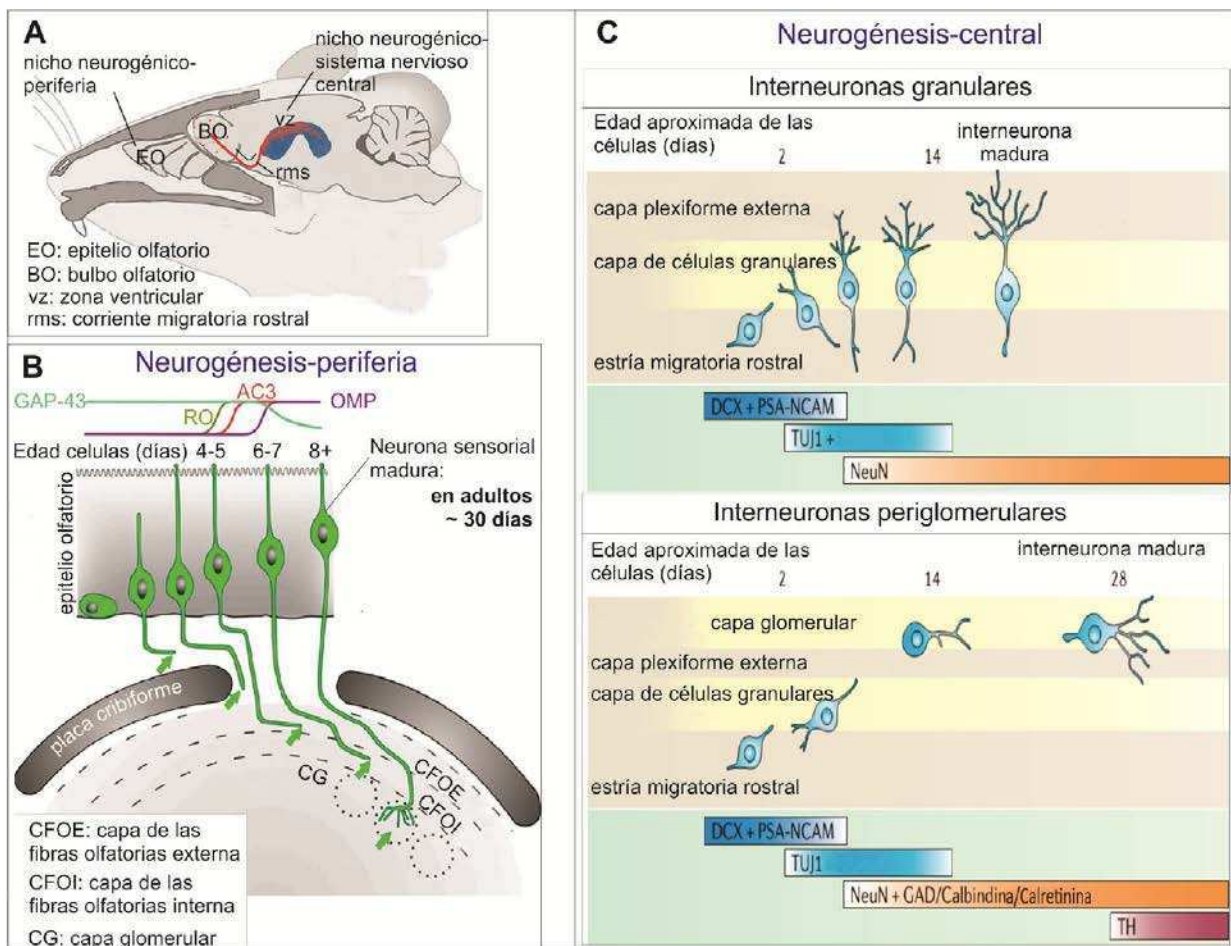 A
nicho neurogénico-
periferia
nicho neurogénico-
sistema nervioso
central
vz
BO
EO
rms
EO: epitelio olfatorio
BO: bulbo olfatorio
vz: zona ventricular
rms: corriente migratoria rostral
B
Neurogénesis-periferia
GAP-43
AC3
OMP
RO
Edad celulas (días) 4-5 6-7 8+
Neurona sensorial
madura:
en adultos
~ 30 días
epitelio olfatorio
placa cribiforme
CG
CFOE
CFOI
CFOE: capa de las
fibras olfatorias externa
CFOI: capa de las
fibras olfatorias interna
CG: capa glomerular
C
Neurogénesis-central
Interneuronas granulares
Edad aproximada de las
células (días)
2
14
interneurona
madura
capa plexiforme externa
capa de células granulares
estría migratoria rostral
DCX + PSA-NCAM
TUJ1 +
NeuN
Interneuronas periglomerulares
Edad aproximada de las
células (días)
2
14
interneurona madura
28
capa glomerular
capa plexiforme externa
capa de células granulares
estría migratoria rostral
DCX + PSA-NCAM
TUJ1
NeuN + GAD/Calbindina/Calretinina
TH